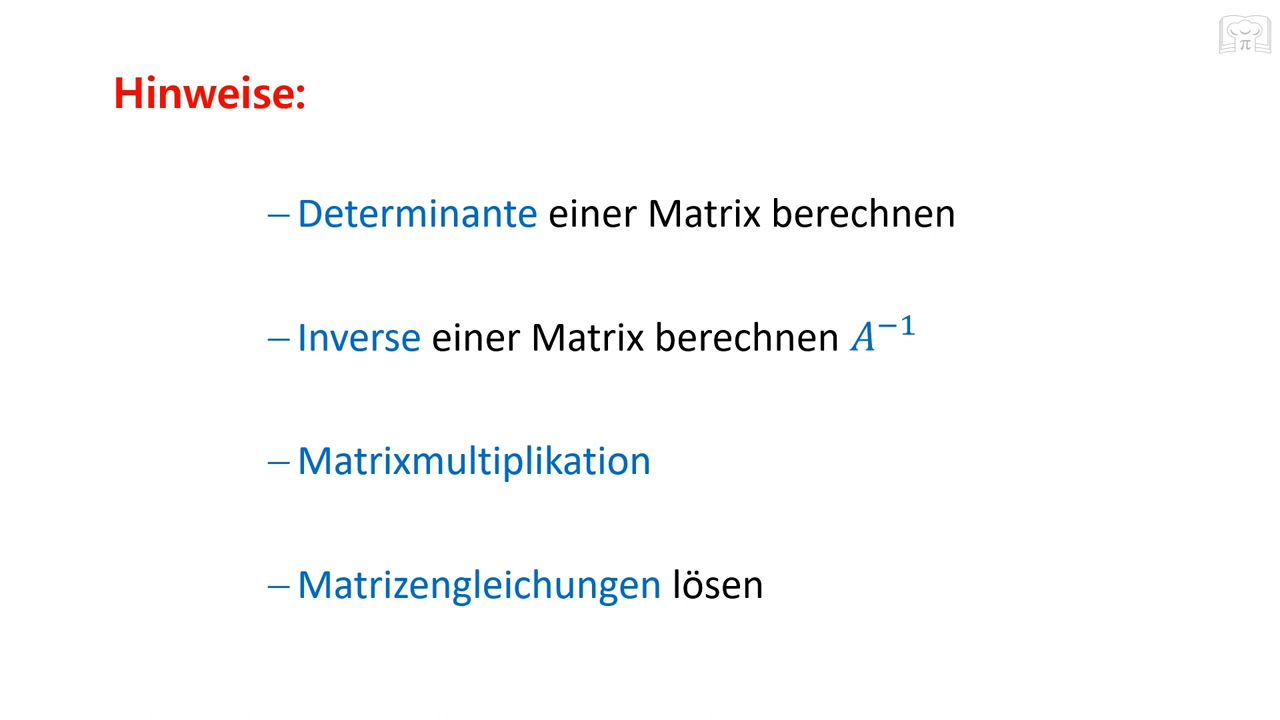 Hinweise:
– Determinante einer Matrix berechnen
– Inverse einer Matrix berechnen A⁻¹
– Matrixmultiplikation
– Matrizengleichungen lösen
π